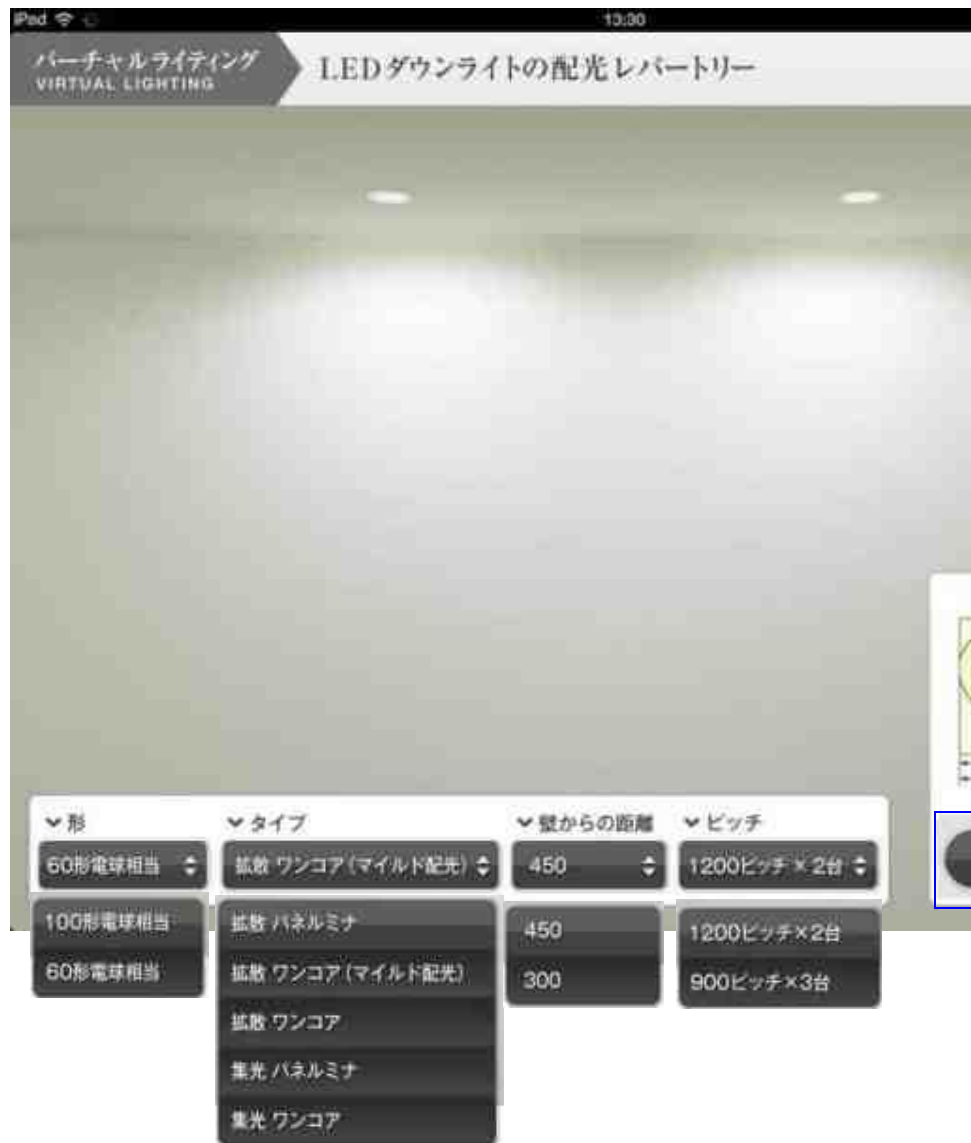 iPad 13:30
バーチャルライティング
VIRTUAL LIGHTING
LEDダウンライトの配光レパートリー
形 タイプ 壁からの距離 ピッチ
60形電球相当 拡散 ワンコア(マイルド配光) 450 1200ピッチ × 2台
100形電球相当
60形電球相当
拡散 パネルミナ
拡散 ワンコア(マイルド配光)
拡散 ワンコア
集光 パネルミナ
集光 ワンコア
450
300
1200ピッチ×2台
900ピッチ×3台